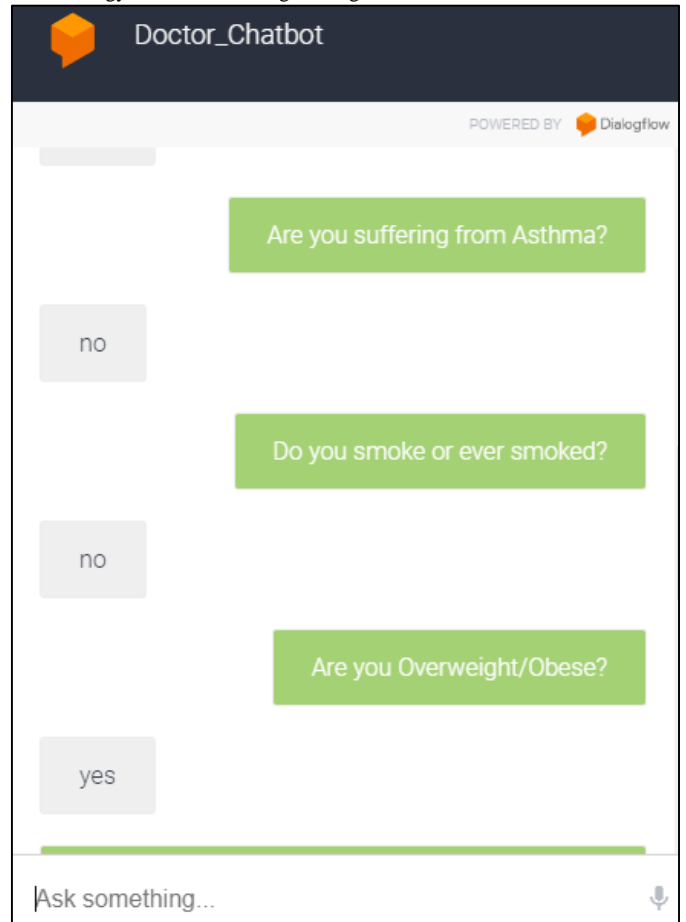 Doctor_Chatbot
POWERED BY Dialogflow
Are you suffering from Asthma?
no
Do you smoke or ever smoked?
no
Are you Overweight/Obese?
yes
Ask something...